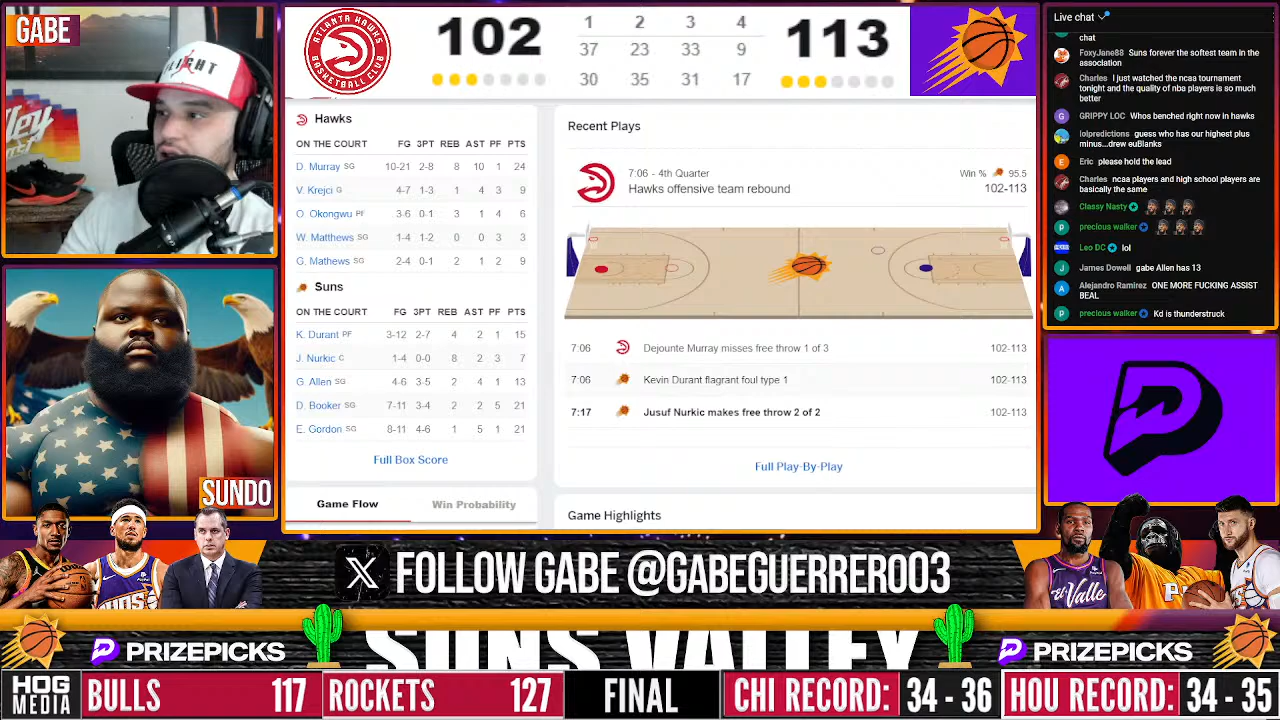 GABE
ATLANTA HAWKS
BASKETBALL CLUB
102
1 2 3 4
37 23 33 9
30 35 31 17
113
Hawks
ON THE COURT FG 3PT REB AST PF PTS
D. Murray SG 10-21 2-8 8 10 1 24
V. Krejci G 4-7 1-3 1 4 3 9
O. Okongwu PF 3-6 0-1 3 1 4 6
W. Matthews SG 1-4 1-2 0 0 3 3
G. Mathews SG 2-4 0-1 2 1 2 9
Suns
ON THE COURT FG 3PT REB AST PF PTS
K. Durant PF 3-12 2-7 4 2 1 15
J. Nurkic C 1-4 0-0 8 2 3 7
G. Allen SG 4-6 3-5 2 4 1 13
D. Booker SG 7-11 3-4 2 2 5 21
E. Gordon SG 8-11 4-6 1 5 1 21
Full Box Score
Game Flow Win Probability
Recent Plays
7:06 - 4th Quarter Win % 95.5
Hawks offensive team rebound 102-113
7:06 Dejounte Murray misses free throw 1 of 3 102-113
7:06 Kevin Durant flagrant foul type 1 102-113
7:17 Jusuf Nurkic makes free throw 2 of 2 102-113
Full Play-By-Play
Game Highlights
Live chat
chat
FoxyJane88 Suns forever the softest team in the
association
Charles I just watched the ncaa tournament
tonight and the quality of nba players is so much
better
GRIPPY LOC Whos benched right now in hawks
lolpredictions guess who has our highest plus
minus...drew euBlanks
Eric please hold the lead
Charles ncaa players and high school players are
basically the same
Classy Nasty
precious walker
Leo DC lol
James Dowell gabe Allen has 13
Alejandro Ramirez ONE MORE FUCKING ASSIST
BEAL
precious walker Kd is thunderstruck
SUNDO
X FOLLOW GABE @GABEGUERRERO03
PRIZEPICKS SUNS VALLEY PRIZEPICKS
HOG
MEDIA
BULLS 117 ROCKETS 127 FINAL CHI RECORD: 34 - 36 HOU RECORD: 34 - 35